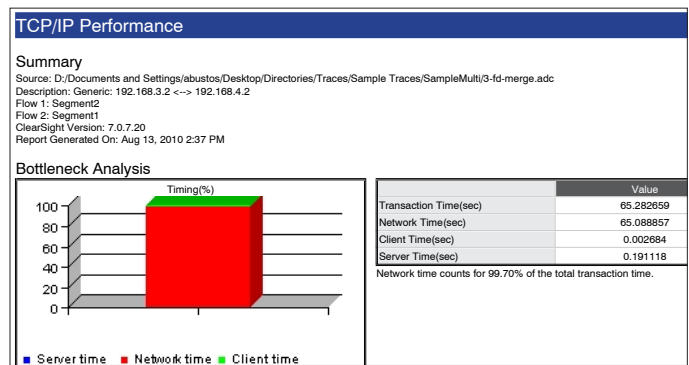 TCP/IP Performance
Summary
Source: D:/Documents and Settings/abustos/Desktop/Directories/Traces/Sample Traces/SampleMulti/3-fd-merge.adc
Description: Generic: 192.168.3.2 <--> 192.168.4.2
Flow 1: Segment2
Flow 2: Segment1
ClearSight Version: 7.0.7.20
Report Generated On: Aug 13, 2010 2:37 PM
Bottleneck Analysis
Timing(%)
100
80
60
40
20
0
Server time Network time Client time
Value
Transaction Time(sec) 65.282659
Network Time(sec) 65.088857
Client Time(sec) 0.002684
Server Time(sec) 0.191118
Network time counts for 99.70% of the total transaction time.